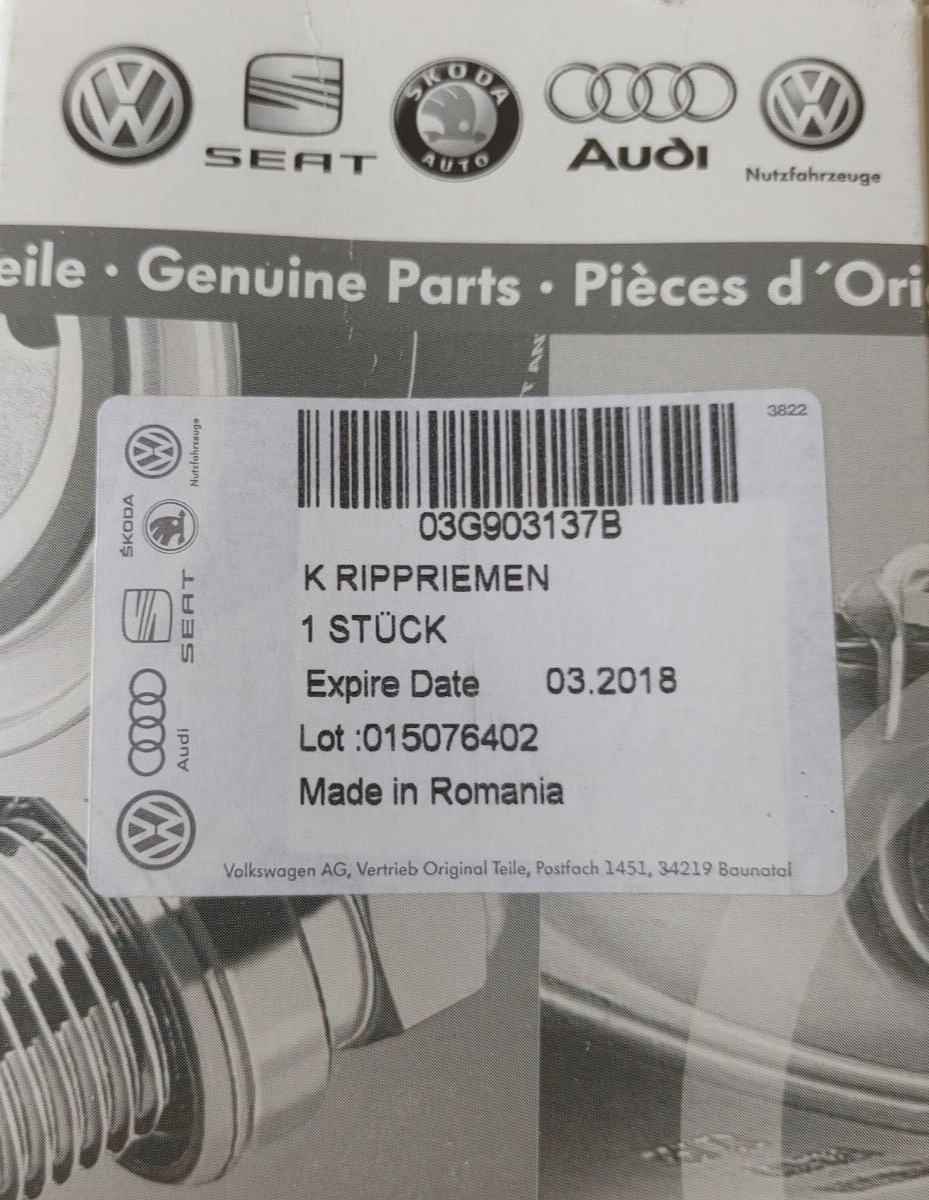 SEAT
ŠKODA
AUTO
Audi
Nutzfahrzeuge
eile · Genuine Parts · Pièces d´Ori
T AN
3822
Nutzfahrzeuge
ŠKODA
SEAT
Audi
03G903137B
K RIPPRIEMEN
1 STÜCK
Expire Date 03.2018
Lot :015076402
Made in Romania
Volkswagen AG, Vertrieb Original Teile, Postfach 1451, 34219 Baunatal